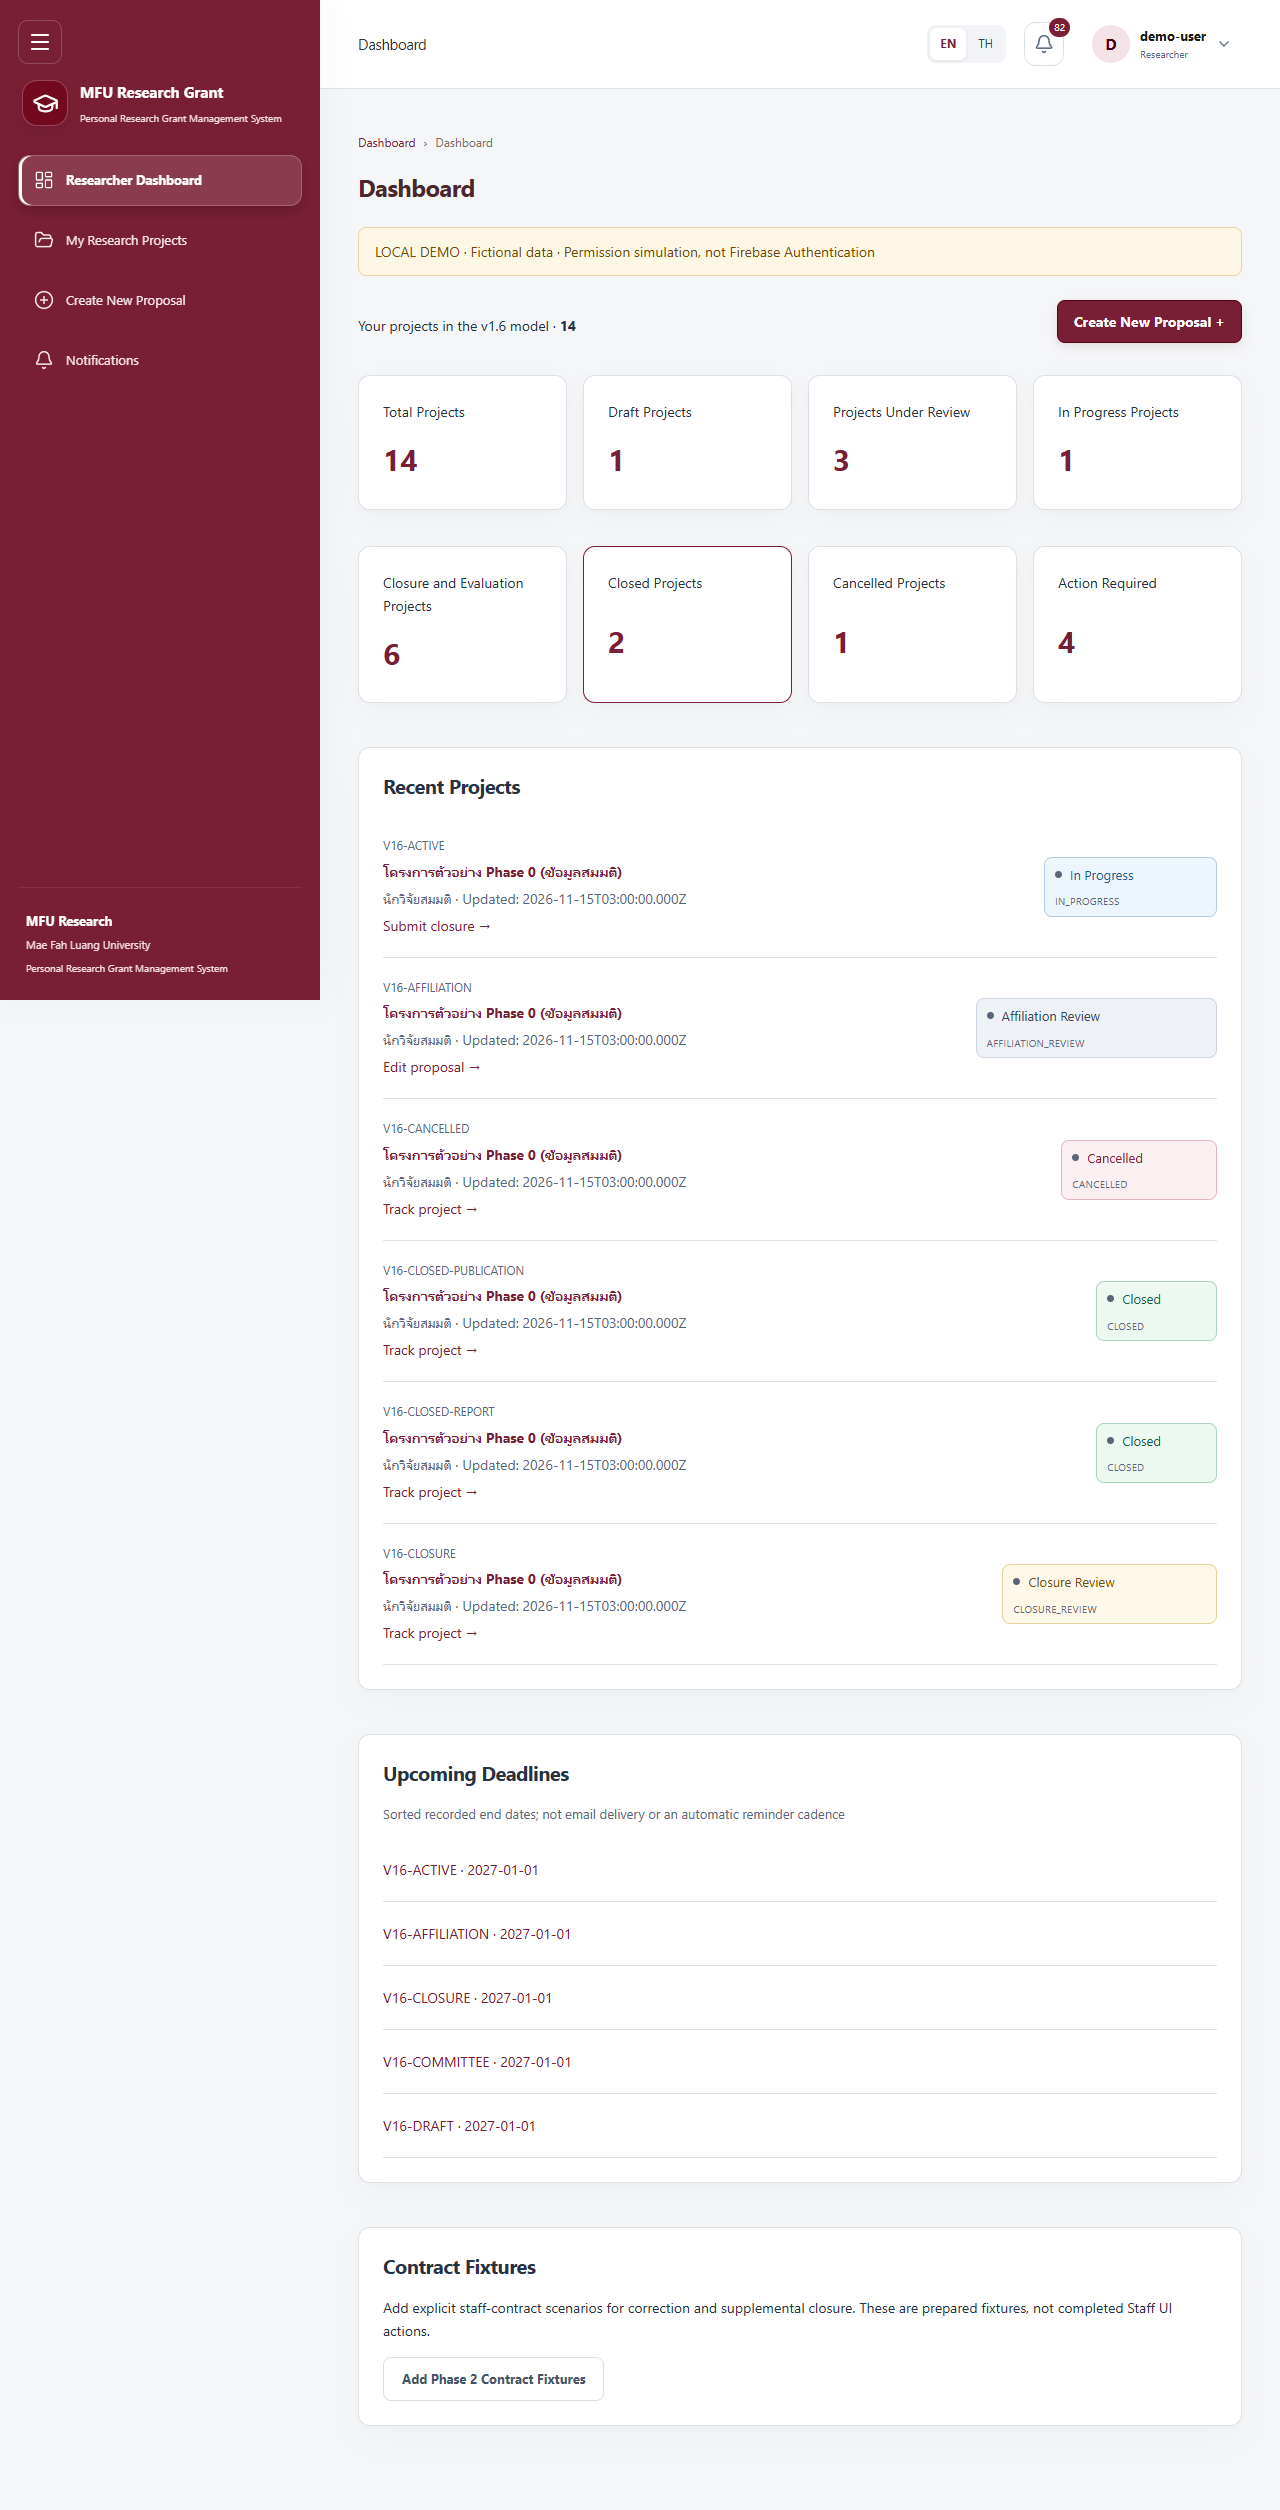 MFU Research Grant
Personal Research Grant Management System
Researcher Dashboard
My Research Projects
Create New Proposal
Notifications
MFU Research
Mae Fah Luang University
Personal Research Grant Management System
Dashboard
EN
TH
82
D
demo-user
Researcher
Dashboard › Dashboard
Dashboard
LOCAL DEMO · Fictional data · Permission simulation, not Firebase Authentication
Your projects in the v1.6 model · 14
Create New Proposal +
Total Projects
14
Draft Projects
1
Projects Under Review
3
In Progress Projects
1
Closure and Evaluation
Projects
6
Closed Projects
2
Cancelled Projects
1
Action Required
4
Recent Projects
V16-ACTIVE
โครงการตัวอย่าง Phase 0 (ข้อมูลสมมติ)
นักวิจัยสมมติ · Updated: 2026-11-15T03:00:00.000Z
Submit closure →
In Progress
IN_PROGRESS
V16-AFFILIATION
โครงการตัวอย่าง Phase 0 (ข้อมูลสมมติ)
นักวิจัยสมมติ · Updated: 2026-11-15T03:00:00.000Z
Edit proposal →
Affiliation Review
AFFILIATION_REVIEW
V16-CANCELLED
โครงการตัวอย่าง Phase 0 (ข้อมูลสมมติ)
นักวิจัยสมมติ · Updated: 2026-11-15T03:00:00.000Z
Track project →
Cancelled
CANCELLED
V16-CLOSED-PUBLICATION
โครงการตัวอย่าง Phase 0 (ข้อมูลสมมติ)
นักวิจัยสมมติ · Updated: 2026-11-15T03:00:00.000Z
Track project →
Closed
CLOSED
V16-CLOSED-REPORT
โครงการตัวอย่าง Phase 0 (ข้อมูลสมมติ)
นักวิจัยสมมติ · Updated: 2026-11-15T03:00:00.000Z
Track project →
Closed
CLOSED
V16-CLOSURE
โครงการตัวอย่าง Phase 0 (ข้อมูลสมมติ)
นักวิจัยสมมติ · Updated: 2026-11-15T03:00:00.000Z
Track project →
Closure Review
CLOSURE_REVIEW
Upcoming Deadlines
Sorted recorded end dates; not email delivery or an automatic reminder cadence
V16-ACTIVE · 2027-01-01
V16-AFFILIATION · 2027-01-01
V16-CLOSURE · 2027-01-01
V16-COMMITTEE · 2027-01-01
V16-DRAFT · 2027-01-01
Contract Fixtures
Add explicit staff-contract scenarios for correction and supplemental closure. These are prepared fixtures, not completed Staff UI
actions.
Add Phase 2 Contract Fixtures